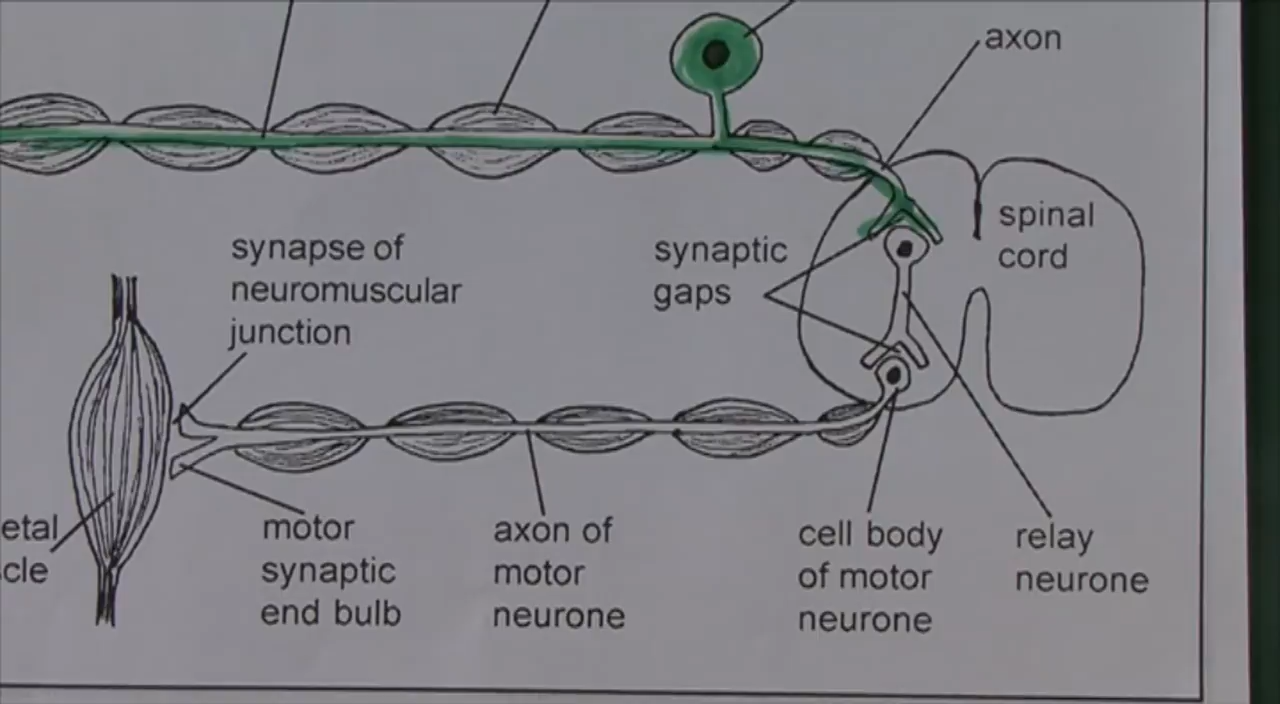 axon
spinal
cord
synapse of
neuromuscular
junction
synaptic
gaps
etal
cle
motor
synaptic
end bulb
axon of
motor
neurone
cell body
of motor
neurone
relay
neurone